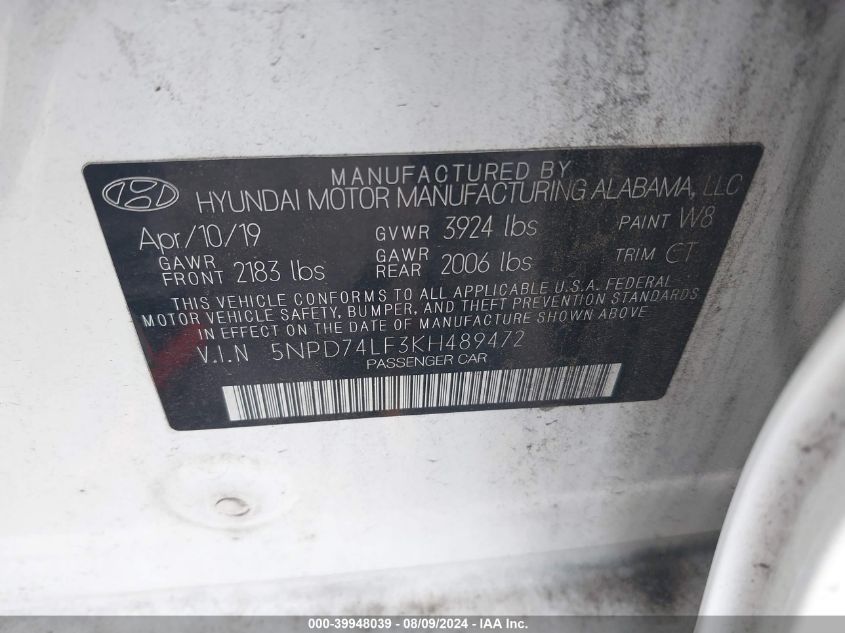 MANUFACTURED BY
HYUNDAI MOTOR MANUFACTURING ALABAMA, LLC
Apr/10/19 GVWR 3924 lbs PAINT W8
GAWR FRONT 2183 lbs GAWR REAR 2006 lbs TRIM CT
THIS VEHICLE CONFORMS TO ALL APPLICABLE U.S.A. FEDERAL
MOTOR VEHICLE SAFETY, BUMPER, AND THEFT PREVENTION STANDARDS
IN EFFECT ON THE DATE OF MANUFACTURE SHOWN ABOVE.
V.I.N 5NPD74LF3KH489472
PASSENGER CAR
000-39948039 - 08/09/2024 - IAA Inc.